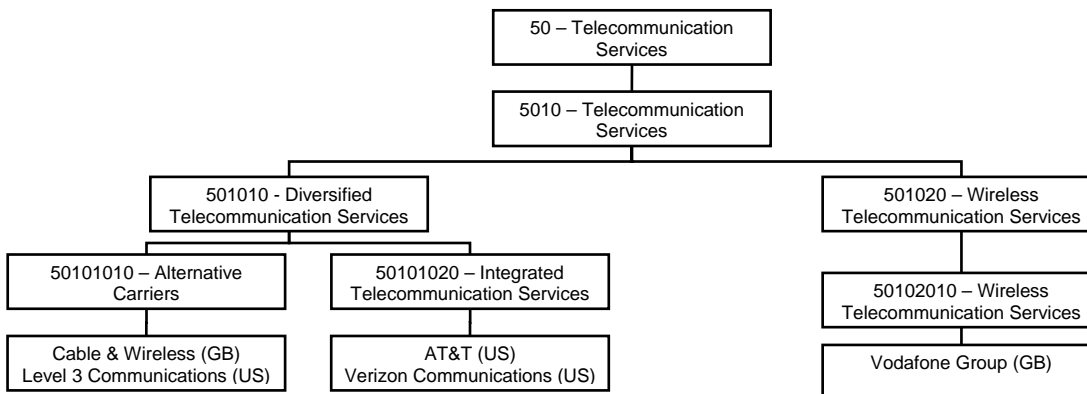 50 – Telecommunication
Services
5010 – Telecommunication
Services
501010 - Diversified
Telecommunication Services
501020 – Wireless
Telecommunication Services
50101010 – Alternative
Carriers
50101020 – Integrated
Telecommunication Services
50102010 – Wireless
Telecommunication Services
Cable & Wireless (GB)
Level 3 Communications (US)
AT&T (US)
Verizon Communications (US)
Vodafone Group (GB)